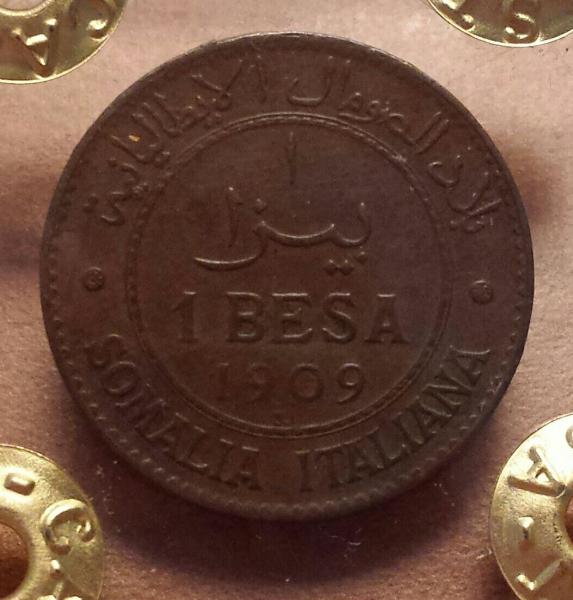 بلاد الصومال الايطاليانية
١
بيزا
1 BESA
1909
SOMALIA ITALIANA